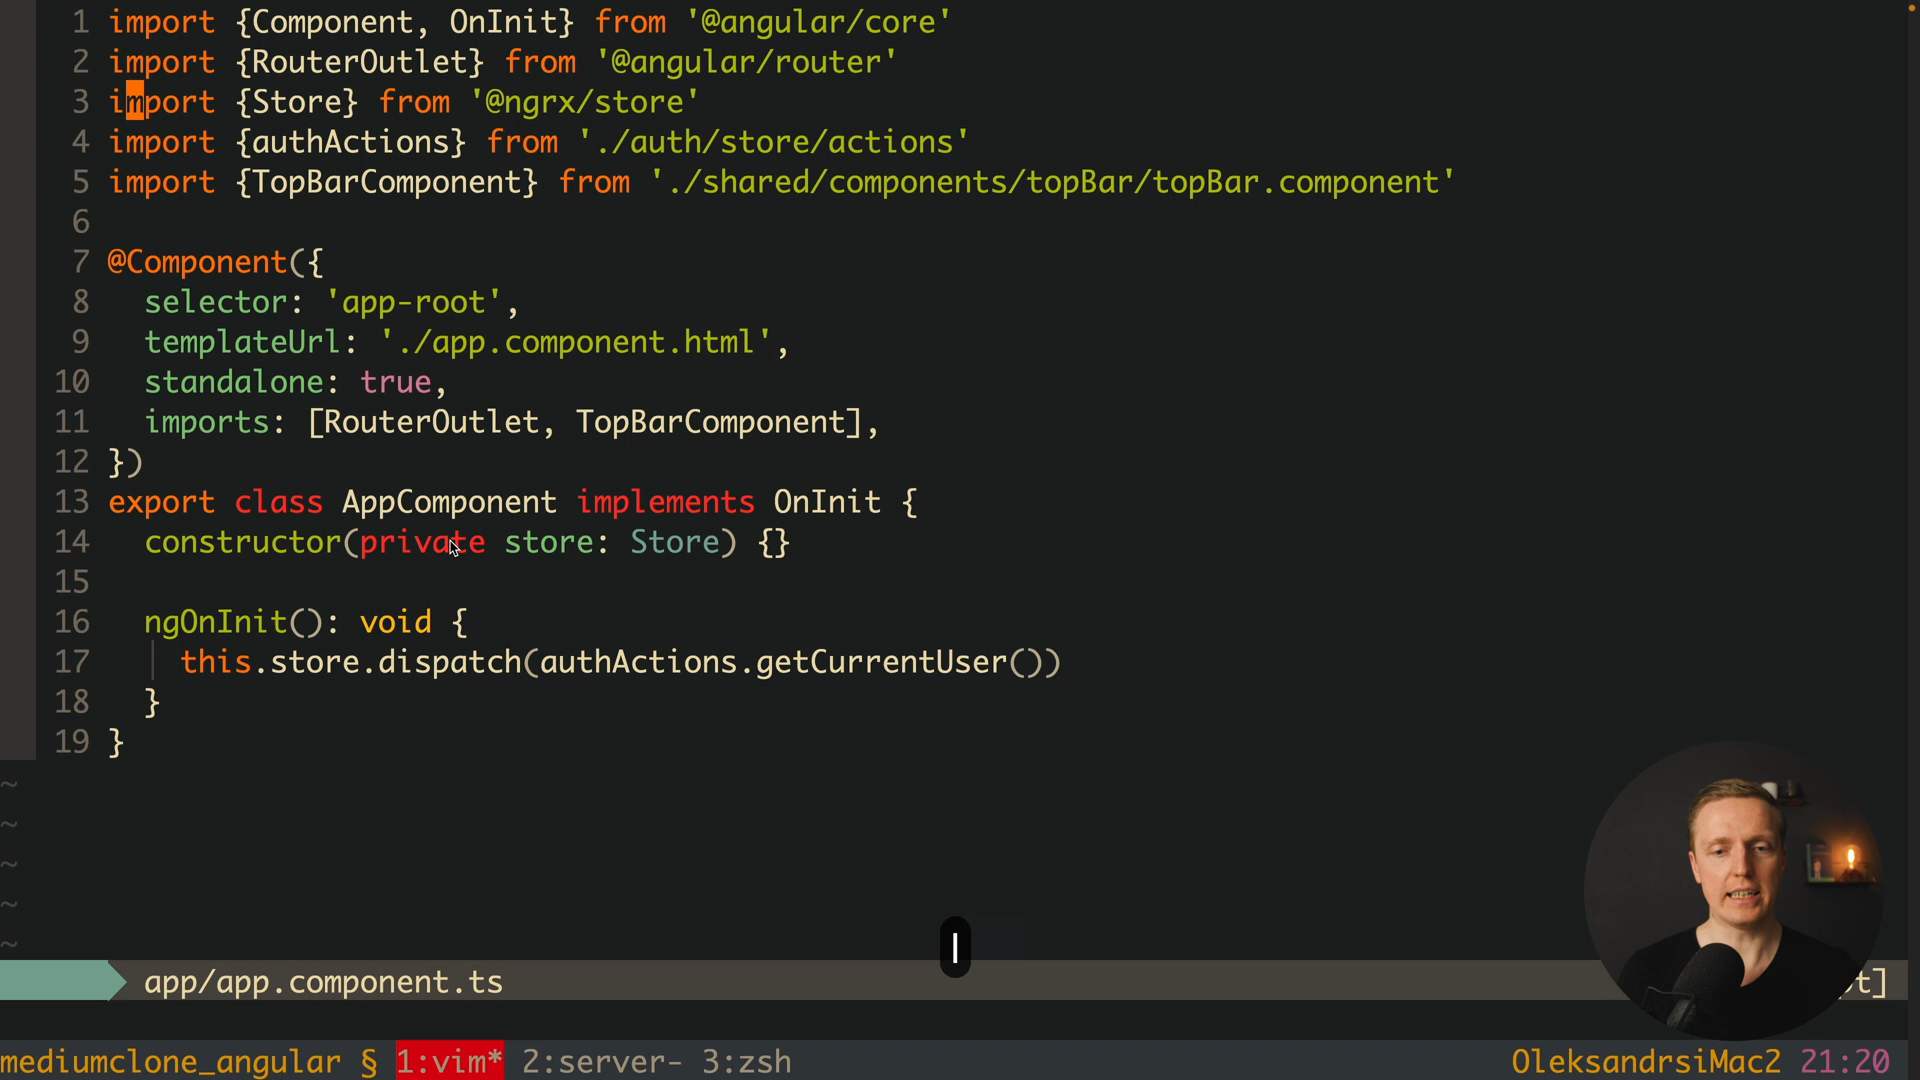 1 import {Component, OnInit} from '@angular/core'
2 import {RouterOutlet} from '@angular/router'
3 import {Store} from '@ngrx/store'
4 import {authActions} from './auth/store/actions'
5 import {TopBarComponent} from './shared/components/topBar/topBar.component'
6
7 @Component({
8   selector: 'app-root',
9   templateUrl: './app.component.html',
10   standalone: true,
11   imports: [RouterOutlet, TopBarComponent],
12 })
13 export class AppComponent implements OnInit {
14   constructor(private store: Store) {}
15
16   ngOnInit(): void {
17     this.store.dispatch(authActions.getCurrentUser())
18   }
19 }
~
~
~
~
~
l
app/app.component.ts
mediumclone_angular § 1:vim* 2:server- 3:zsh OleksandrsiMac2 21:20